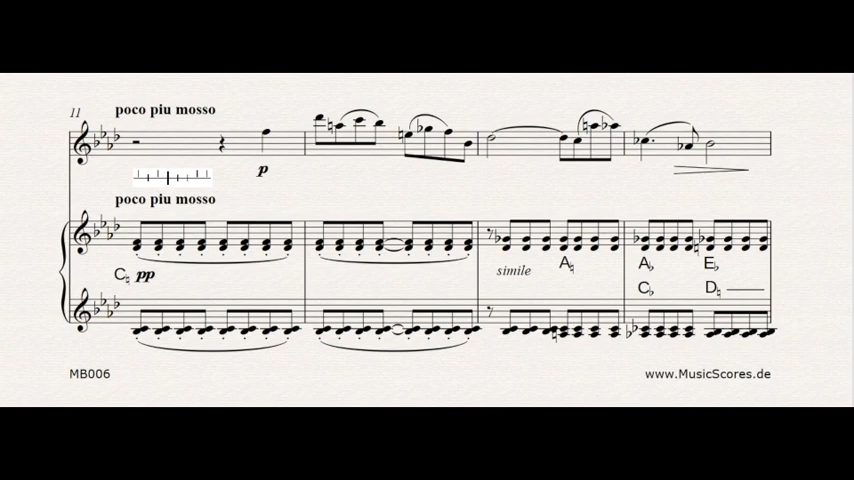 11
poco piu mosso
p
poco piu mosso
C♮ pp
simile
A♮
A♭
E♭
C♭
D♮
MB006
www.MusicScores.de